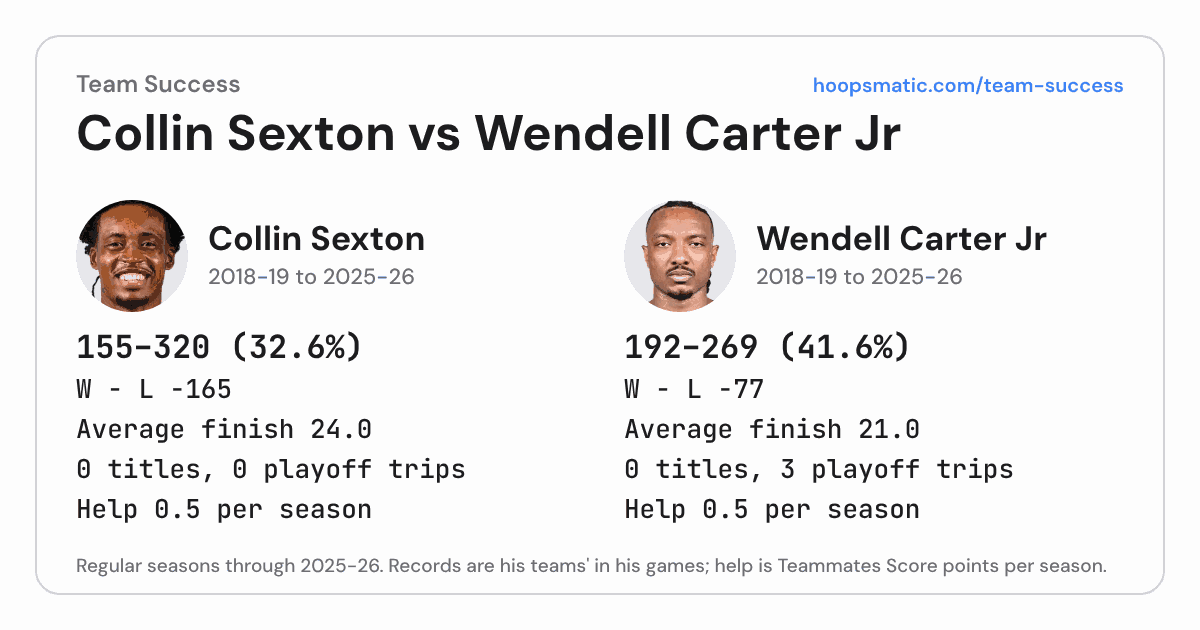 Team Success
hoopsmatic.com/team-success
Collin Sexton vs Wendell Carter Jr
Collin Sexton
2018-19 to 2025-26
155-320 (32.6%)
W - L -165
Average finish 24.0
0 titles, 0 playoff trips
Help 0.5 per season
Wendell Carter Jr
2018-19 to 2025-26
192-269 (41.6%)
W - L -77
Average finish 21.0
0 titles, 3 playoff trips
Help 0.5 per season
Regular seasons through 2025-26. Records are his teams' in his games; help is Teammates Score points per season.